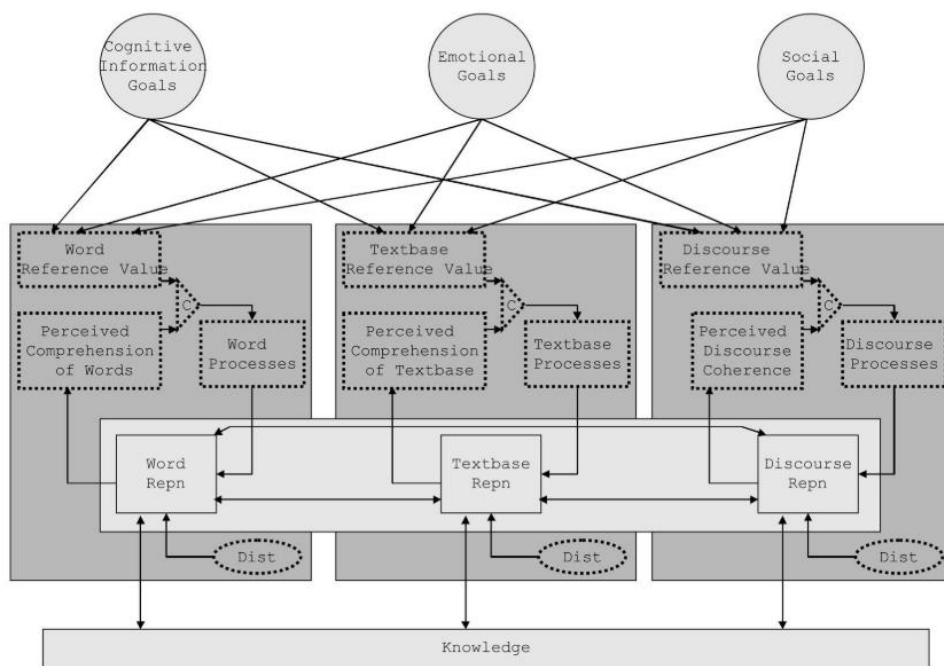 Cognitive
Information
Goals
Emotional
Goals
Social
Goals
Word
Reference Value
C
Perceived
Comprehension
of Words
Word
Processes
Textbase
Reference Value
C
Perceived
Comprehension
of Textbase
Textbase
Processes
Discourse
Reference Value
C
Perceived
Discourse
Coherence
Discourse
Processes
Word
Repn
Textbase
Repn
Discourse
Repn
Dist
Dist
Dist
Knowledge